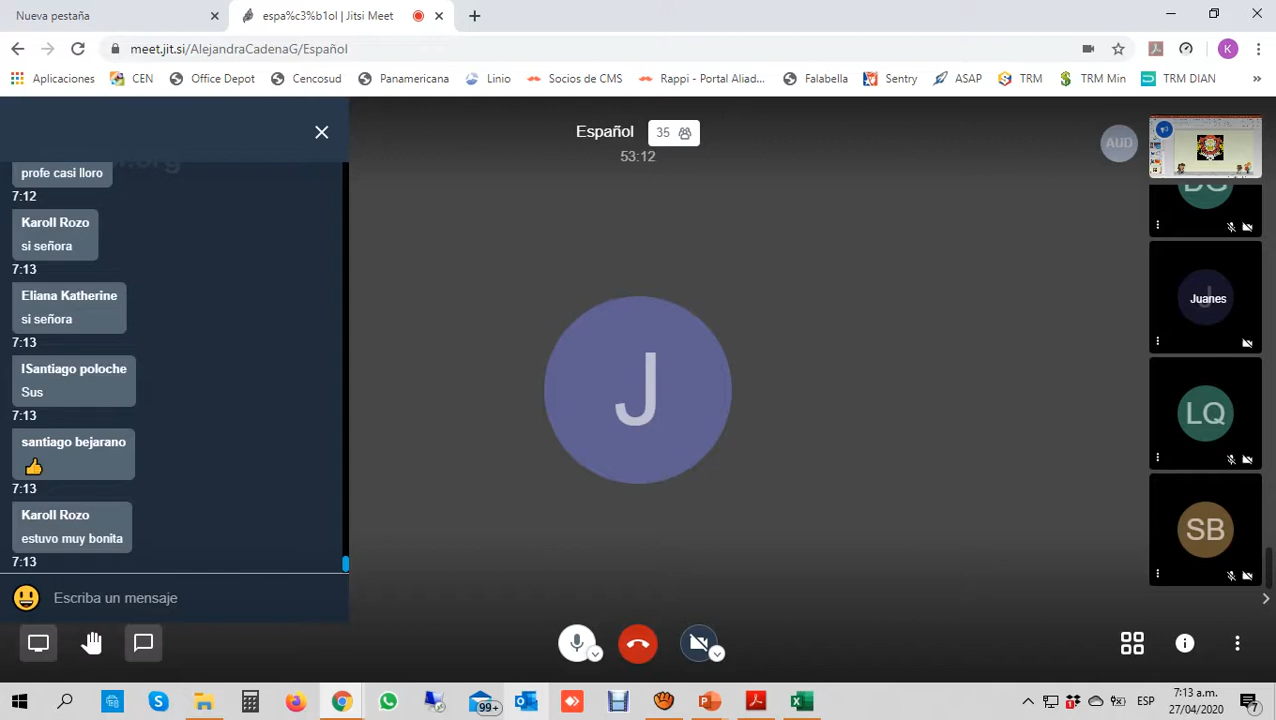 Nueva pestaña
espa%c3%b1ol | Jitsi Meet
meet.jit.si/AlejandraCadenaG/Español
K
Aplicaciones
CEN
Office Depot
Cencosud
Panamericana
Linio
Socios de CMS
Rappi - Portal Aliad...
Falabella
Sentry
ASAP
TRM
TRM Min
TRM DIAN
»
Español
35
53:12
AUD
profe casi lloro
7:12
Karoll Rozo
si señora
7:13
Eliana Katherine
si señora
7:13
ISantiago poloche
Sus
7:13
santiago bejarano
👍
7:13
Karoll Rozo
estuvo muy bonita
7:13
Escriba un mensaje
J
Juanes
LQ
SB
99+
ESP
7:13 a.m.
27/04/2020
7